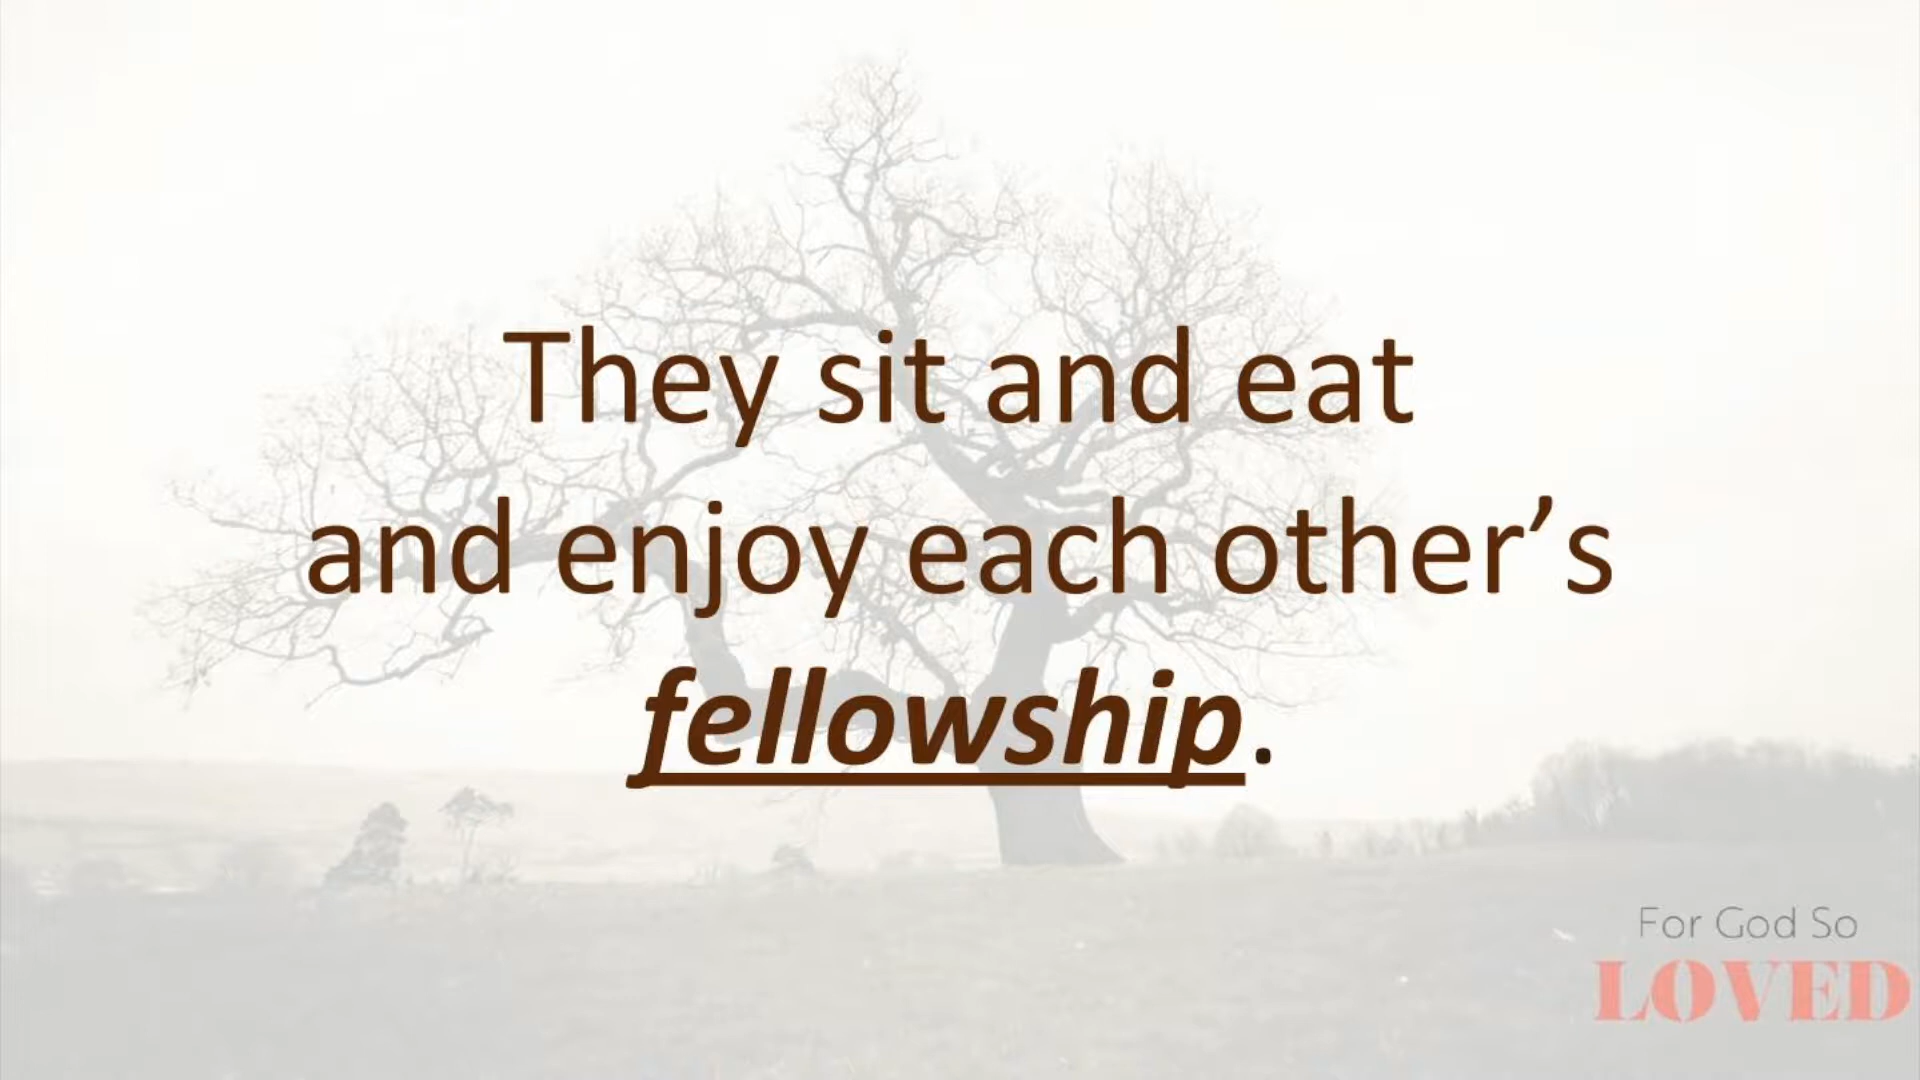 They sit and eat
and enjoy each other’s
fellowship.
For God So
LOVED